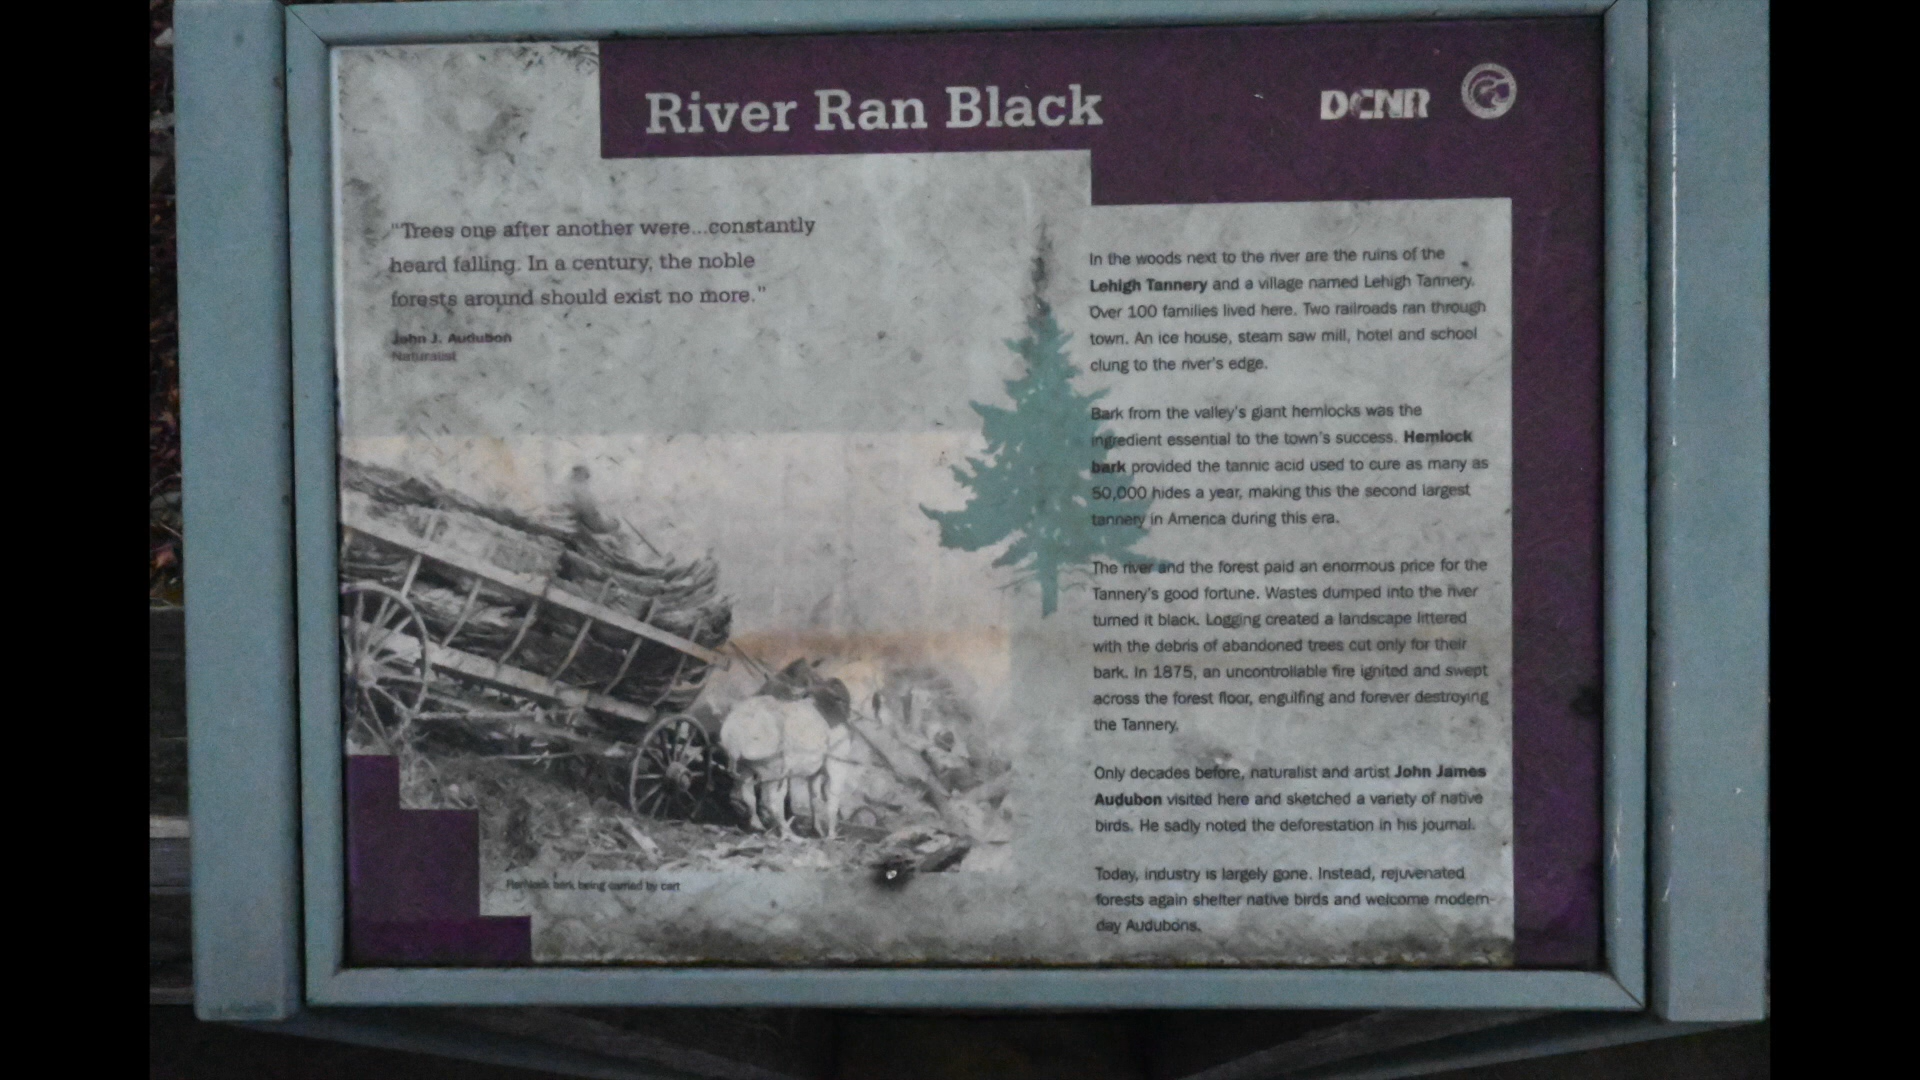 River Ran Black
DCNR
"Trees one after another were...constantly
heard falling. In a century, the noble
forests around should exist no more."
John J. Audubon
Naturalist
In the woods next to the river are the ruins of the
Lehigh Tannery and a village named Lehigh Tannery.
Over 100 families lived here. Two railroads ran through
town. An ice house, steam saw mill, hotel and school
clung to the river's edge.
Bark from the valley's giant hemlocks was the
ingredient essential to the town's success. Hemlock
bark provided the tannic acid used to cure as many as
50,000 hides a year, making this the second largest
tannery in America during this era.
The river and the forest paid an enormous price for the
Tannery's good fortune. Wastes dumped into the river
turned it black. Logging created a landscape littered
with the debris of abandoned trees cut only for their
bark. In 1875, an uncontrollable fire ignited and swept
across the forest floor, engulfing and forever destroying
the Tannery.
Only decades before, naturalist and artist John James
Audubon visited here and sketched a variety of native
birds. He sadly noted the deforestation in his journal.
Today, industry is largely gone. Instead, rejuvenated
forests again shelter native birds and welcome modern-
day Audubons.
bark being carried by cart